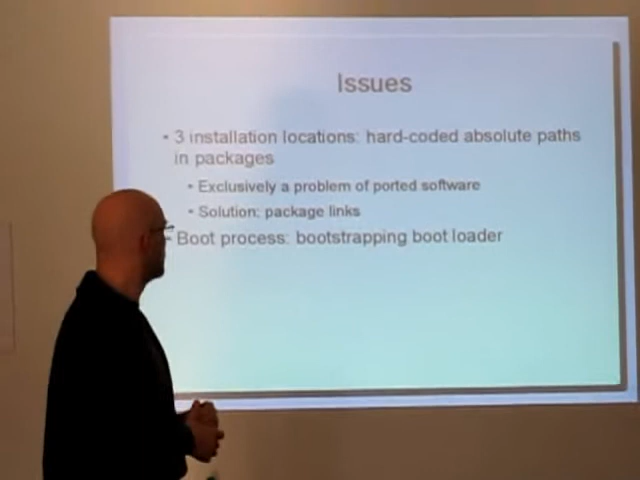 Issues
• 3 installation locations: hard-coded absolute paths
in packages
• Exclusively a problem of ported software
• Solution: package links
• Boot process: bootstrapping boot loader